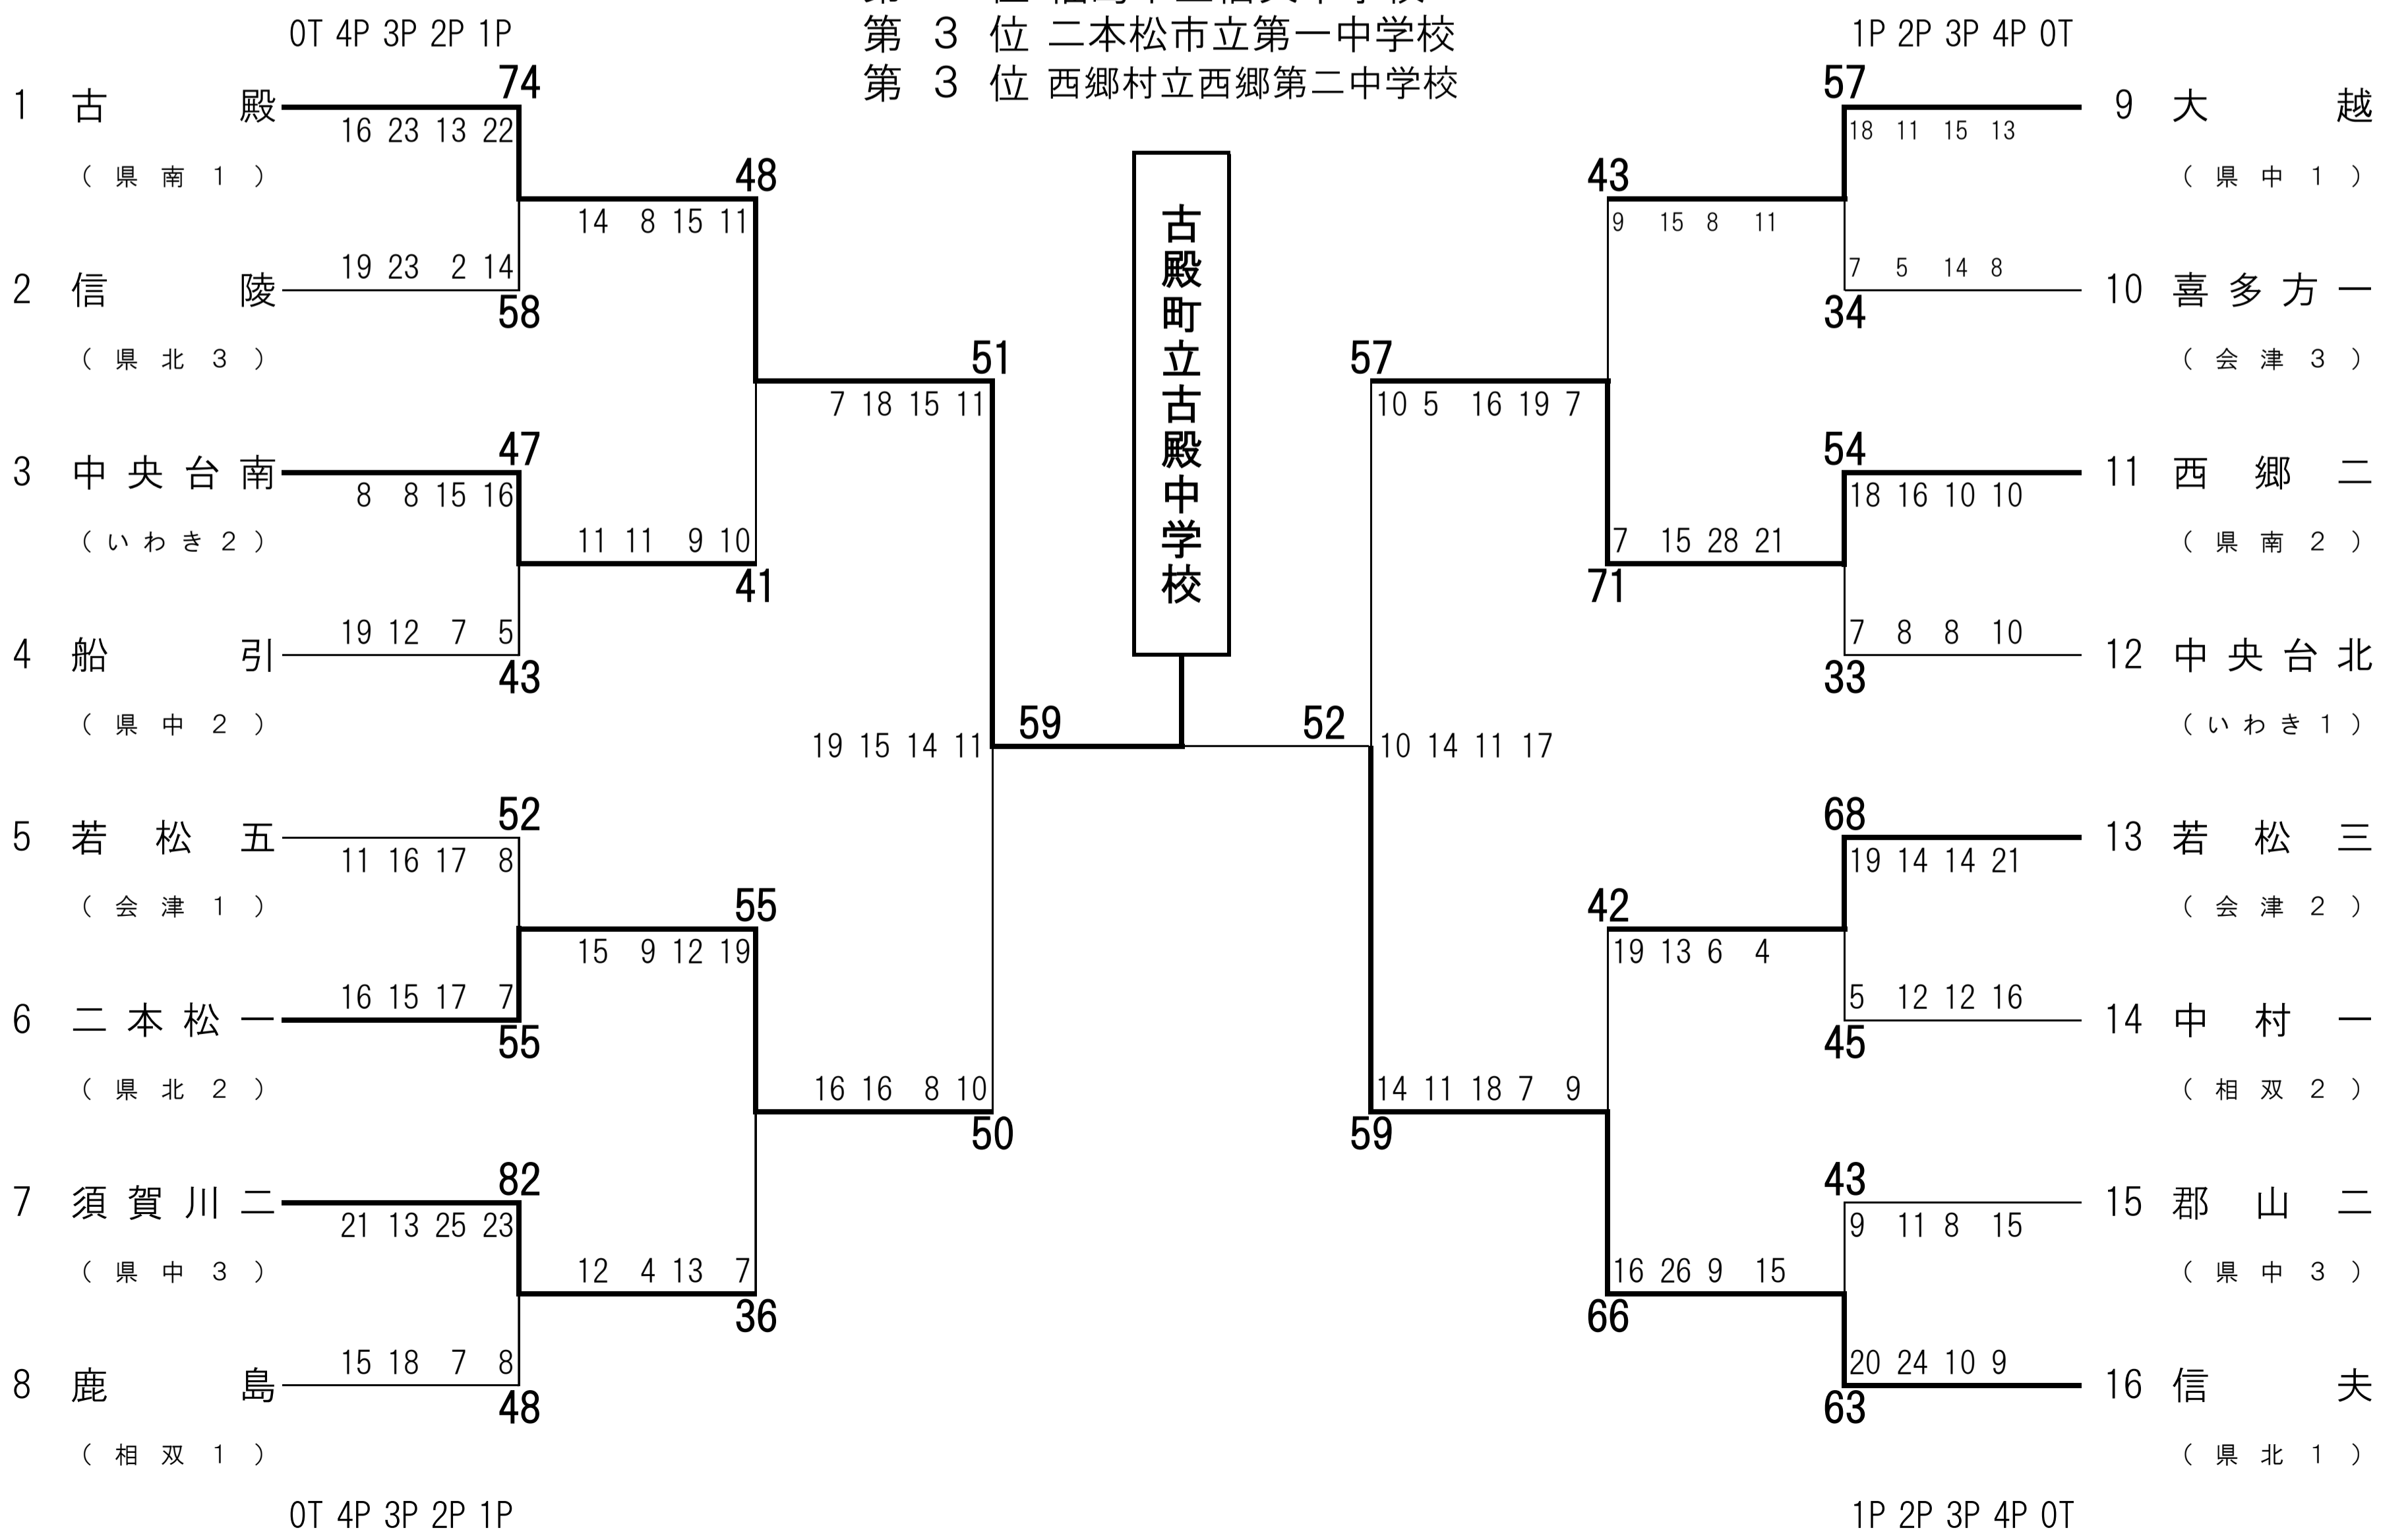 第 3 位 二本松市立第一中学校
第 3 位 西郷村立西郷第二中学校
OT 4P 3P 2P 1P
1 古殿
74
16 23 13 22
(県南1)
48
14 8 15 11
19 23 2 14
2 信陵
58
(県北3)
51
7 18 15 11
47
3 中央台南
8 8 15 16
(いわき2)
11 11 9 10
41
19 12 7 5
4 船引
43
(県中2)
19 15 14 11
59
52
5 若松五
11 16 17 8
(会津1)
55
15 9 12 19
16 15 17 7
6 二本松一
55
(県北2)
16 16 8 10
50
82
7 須賀川二
21 13 25 23
(県中3)
12 4 13 7
36
15 18 7 8
8 鹿島
48
(相双1)
OT 4P 3P 2P 1P
古殿町立古殿中学校
1P 2P 3P 4P OT
57
9 大越
18 11 15 13
(県中1)
43
9 15 8 11
7 5 14 8
10 喜多方一
34
(会津3)
57
10 5 16 19 7
54
11 西郷二
18 16 10 10
(県南2)
7 15 28 21
71
7 8 8 10
12 中央台北
33
(いわき1)
52
10 14 11 17
68
13 若松三
19 14 14 21
(会津2)
42
19 13 6 4
5 12 12 16
14 中村一
45
(相双2)
14 11 18 7 9
59
43
15 郡山二
9 11 8 15
(県中3)
16 26 9 15
66
20 24 10 9
16 信夫
63
(県北1)
1P 2P 3P 4P OT